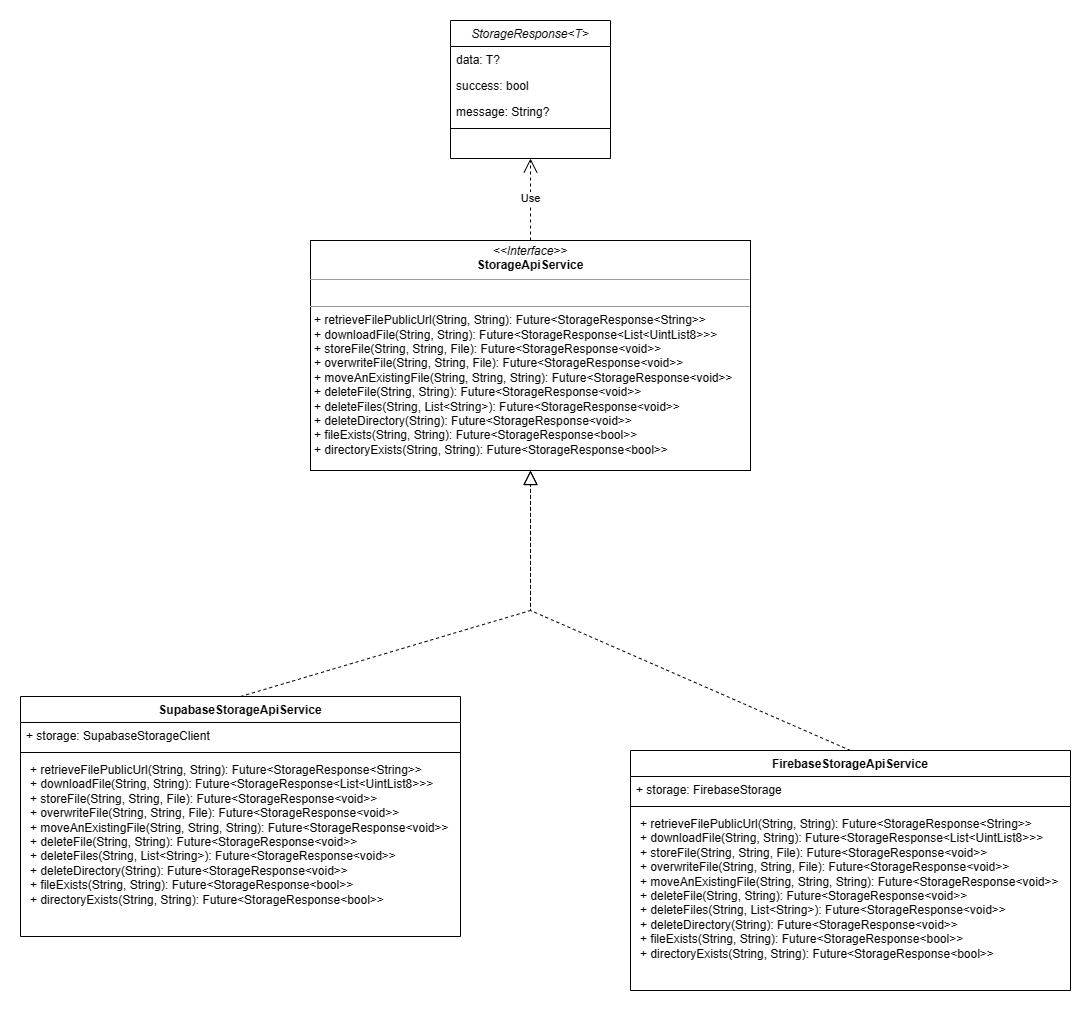 StorageResponse<T>
data: T?
success: bool
message: String?
Use
<<Interface>>
StorageApiService
+ retrieveFilePublicUrl(String, String): Future<StorageResponse<String>>
+ downloadFile(String, String): Future<StorageResponse<List<UintList8>>>
+ storeFile(String, String, File): Future<StorageResponse<void>>
+ overwriteFile(String, String, File): Future<StorageResponse<void>>
+ moveAnExistingFile(String, String, String): Future<StorageResponse<void>>
+ deleteFile(String, String): Future<StorageResponse<void>>
+ deleteFiles(String, List<String>): Future<StorageResponse<void>>
+ deleteDirectory(String): Future<StorageResponse<void>>
+ fileExists(String, String): Future<StorageResponse<bool>>
+ directoryExists(String, String): Future<StorageResponse<bool>>
SupabaseStorageApiService
+ storage: SupabaseStorageClient
+ retrieveFilePublicUrl(String, String): Future<StorageResponse<String>>
+ downloadFile(String, String): Future<StorageResponse<List<UintList8>>>
+ storeFile(String, String, File): Future<StorageResponse<void>>
+ overwriteFile(String, String, File): Future<StorageResponse<void>>
+ moveAnExistingFile(String, String, String): Future<StorageResponse<void>>
+ deleteFile(String, String): Future<StorageResponse<void>>
+ deleteFiles(String, List<String>): Future<StorageResponse<void>>
+ deleteDirectory(String): Future<StorageResponse<void>>
+ fileExists(String, String): Future<StorageResponse<bool>>
+ directoryExists(String, String): Future<StorageResponse<bool>>
FirebaseStorageApiService
+ storage: FirebaseStorage
+ retrieveFilePublicUrl(String, String): Future<StorageResponse<String>>
+ downloadFile(String, String): Future<StorageResponse<List<UintList8>>>
+ storeFile(String, String, File): Future<StorageResponse<void>>
+ overwriteFile(String, String, File): Future<StorageResponse<void>>
+ moveAnExistingFile(String, String, String): Future<StorageResponse<void>>
+ deleteFile(String, String): Future<StorageResponse<void>>
+ deleteFiles(String, List<String>): Future<StorageResponse<void>>
+ deleteDirectory(String): Future<StorageResponse<void>>
+ fileExists(String, String): Future<StorageResponse<bool>>
+ directoryExists(String, String): Future<StorageResponse<bool>>